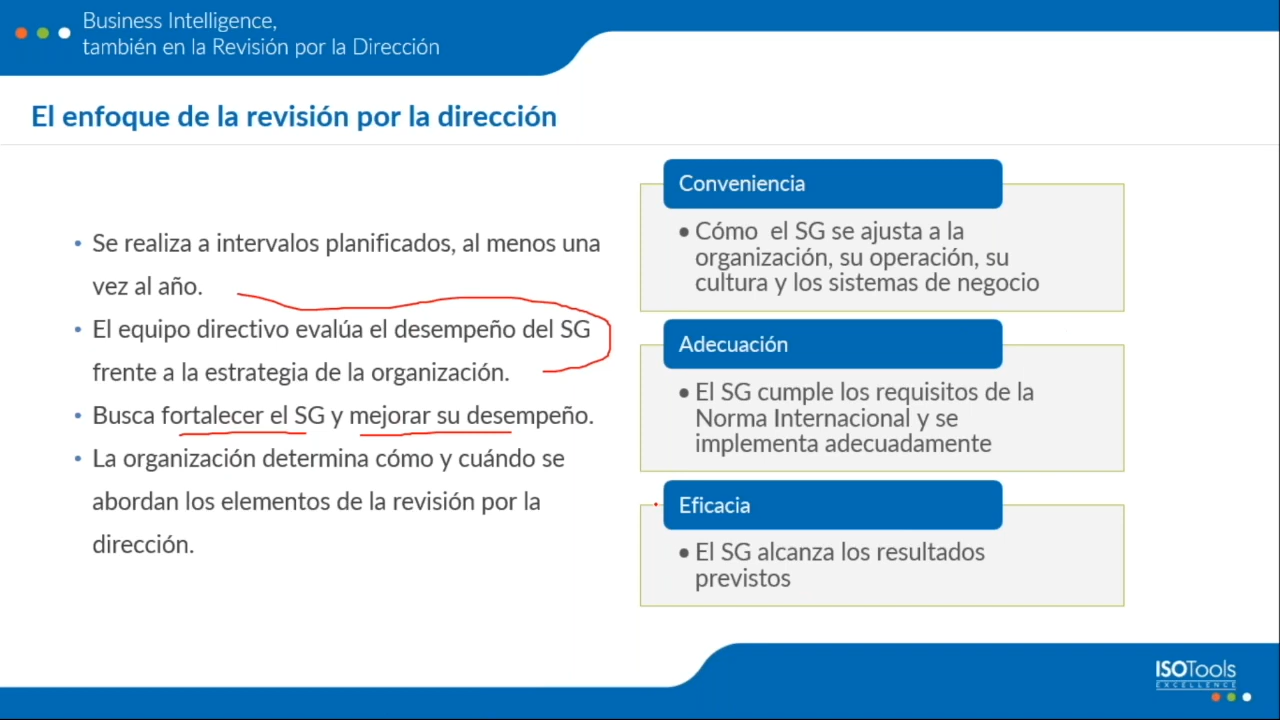 Business Intelligence,
también en la Revisión por la Dirección
El enfoque de la revisión por la dirección
• Se realiza a intervalos planificados, al menos una
vez al año.
• El equipo directivo evalúa el desempeño del SG
frente a la estrategia de la organización.
• Busca fortalecer el SG y mejorar su desempeño.
• La organización determina cómo y cuándo se
abordan los elementos de la revisión por la
dirección.
Conveniencia
• Cómo el SG se ajusta a la
organización, su operación, su
cultura y los sistemas de negocio
Adecuación
• El SG cumple los requisitos de la
Norma Internacional y se
implementa adecuadamente
Eficacia
• El SG alcanza los resultados
previstos
ISOTools
EXCELLENCE